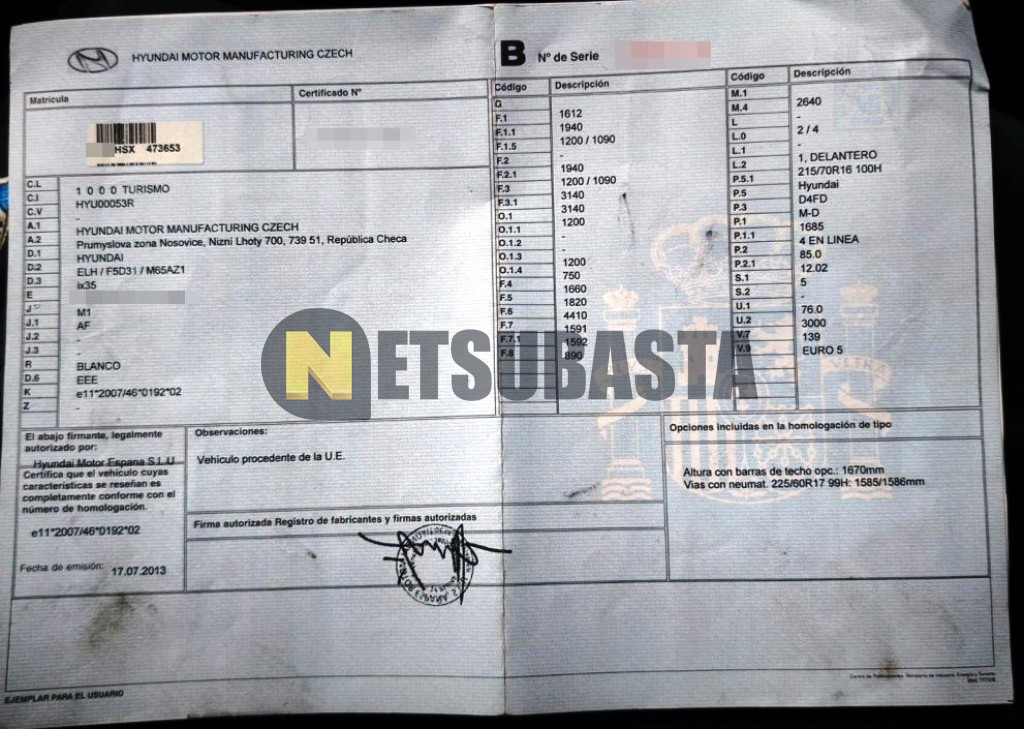 HYUNDAI MOTOR MANUFACTURING CZECH
B Nº de Serie
Matrícula
Certificado Nº
HSX 473653
C.L 1 0 0 0 TURISMO
C.I HYU00053R
C.V -
A.1 HYUNDAI MOTOR MANUFACTURING CZECH
A.2 Prumyslova zona Nosovice, Nizni Lhoty 700, 739 51, República Checa
D.1 HYUNDAI
D.2 ELH / F5D31 / M65AZ1
D.3 ix35
E
J M1
J.1 AF
J.2 -
J.3 -
R BLANCO
D.6 EEE
K e11*2007/46*0192*02
Z -
Código Descripción
G 1612
F.1 1940
F.1.1 1200 / 1090
F.1.5 -
F.2 1940
F.2.1 1200 / 1090
F.3 3140
F.3.1 3140
O.1 1200
O.1.1 -
O.1.2 -
O.1.3 1200
O.1.4 750
F.4 1660
F.5 1820
F.6 4410
F.7 1591
F.7.1 1592
F.8 890
Código Descripción
M.1 2640
M.4 -
L 2 / 4
L.0 -
L.1 1, DELANTERO
L.2 215/70R16 100H
P.5.1 Hyundai
P.5 D4FD
P.3 M-D
P.1 1685
P.1.1 4 EN LINEA
P.2 85.0
P.2.1 12.02
S.1 5
S.2 -
U.1 76.0
U.2 3000
V.7 139
V.9 EURO 5
NETSUBASTA
El abajo firmante, legalmente
autorizado por:
Hyundai Motor Espana S.L.U
Certifica que el vehículo cuyas
características se reseñan es
completamente conforme con el
número de homologación.
e11*2007/46*0192*02
Fecha de emisión: 17.07.2013
Observaciones:
Vehiculo procedente de la U.E.
Firma autorizada Registro de fabricantes y firmas autorizadas
Opciones incluidas en la homologación de tipo
Altura con barras de techo opc.: 1670mm
Vias con neumat. 225/60R17 99H: 1585/1586mm
EJEMPLAR PARA EL USUARIO